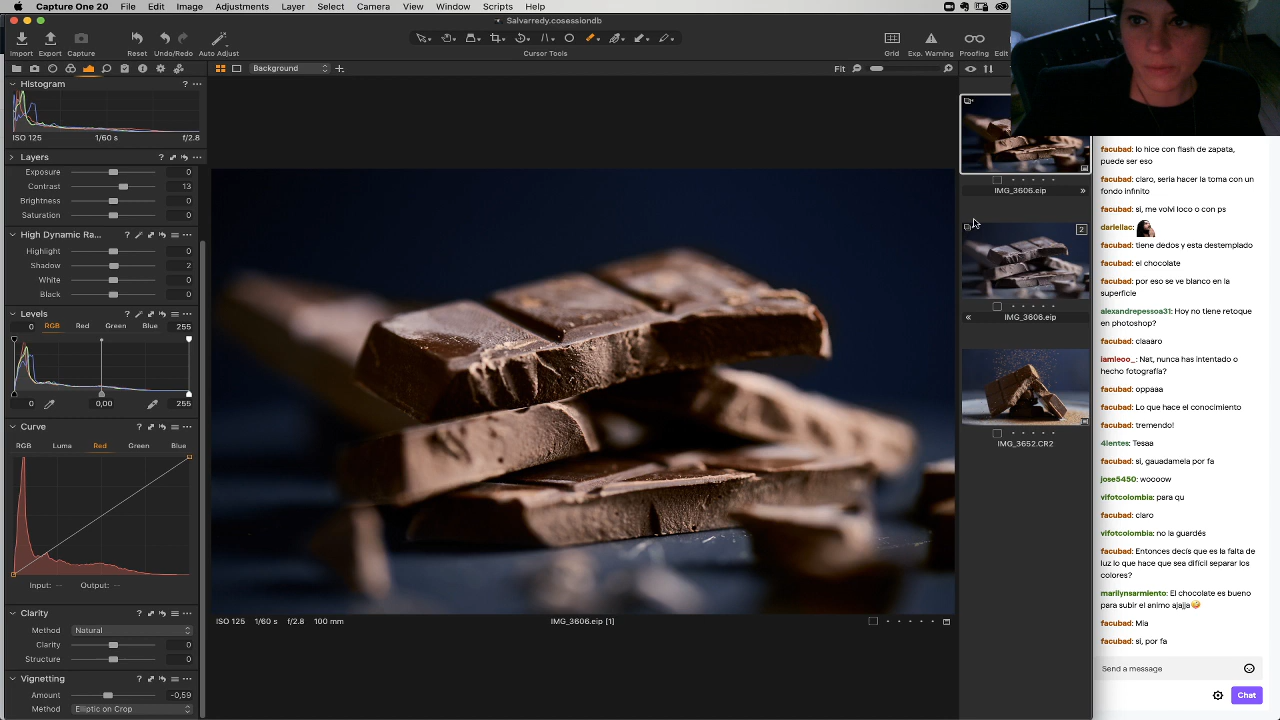 Capture One 20 File Edit View Adjustments Layer Select Camera Image Window Scripts Help
Salvarredy.cosessiondb
Import Export Capture Reset Undo/Redo Auto Adjust Cursor Tools Grid Exp. Warning Proofing Edit
Background
Fit
Histogram ?
ISO 125 1/60 s f/2.8
Layers ?
Exposure 0
Contrast 13
Brightness 0
Saturation 0
High Dynamic Ra... ?
Highlight 0
Shadow 2
White 0
Black 0
Levels ?
0 RGB Red Green Blue 255
0 0,00 255
Curve ?
RGB Luma Red Green Blue
Input: -- Output: --
Clarity ?
Method Natural
Clarity 0
Structure 0
Vignetting ?
Amount -0,59
Method Elliptic on Crop
ISO 125 1/60 s f/2.8 100 mm IMG_3606.eip [1]
IMG_3606.eip »
2
« IMG_3606.eip
IMG_3652.CR2
facubad: lo hice con flash de zapata,
puede ser eso
facubad: claro, seria hacer la toma con un
fondo infinito
facubad: si, me volvi loco o con ps
dariellac:
facubad: tiene dedos y esta destemplado
facubad: el chocolate
facubad: por eso se ve blanco en la
superficie
alexandrepessoa31: Hoy no tiene retoque
en photoshop?
facubad: claaaro
iamleoo_: Nat, nunca has intentado o
hecho fotografía?
facubad: oppaaa
facubad: Lo que hace el conocimiento
facubad: tremendo!
4lentes: Tesaa
facubad: si, gauadamela por fa
jose5450: woooow
vifotcolombia: para qu
facubad: claro
vifotcolombia: no la guardés
facubad: Entonces decís que es la falta de
luz lo que hace que sea difícil separar los
colores?
marilynsarmiento: El chocolate es bueno
para subir el animo ajajja🤣
facubad: Mia
facubad: si, por fa
Send a message
Chat